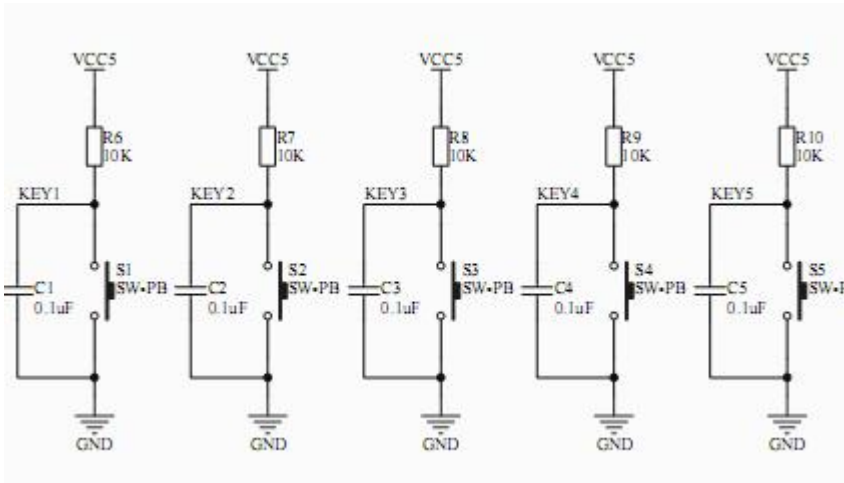 VCC5 VCC5 VCC5 VCC5 VCC5
R6 R7 R8 R9 R10
10K 10K 10K 10K 10K
KEY1 KEY2 KEY3 KEY4 KEY5
S1 S2 S3 S4 S5
C1 SW-PB C2 SW-PB C3 SW-PB C4 SW-PB C5 SW-P
0.1uF 0.1uF 0.1uF 0.1uF 0.1uF
GND GND GND GND GND